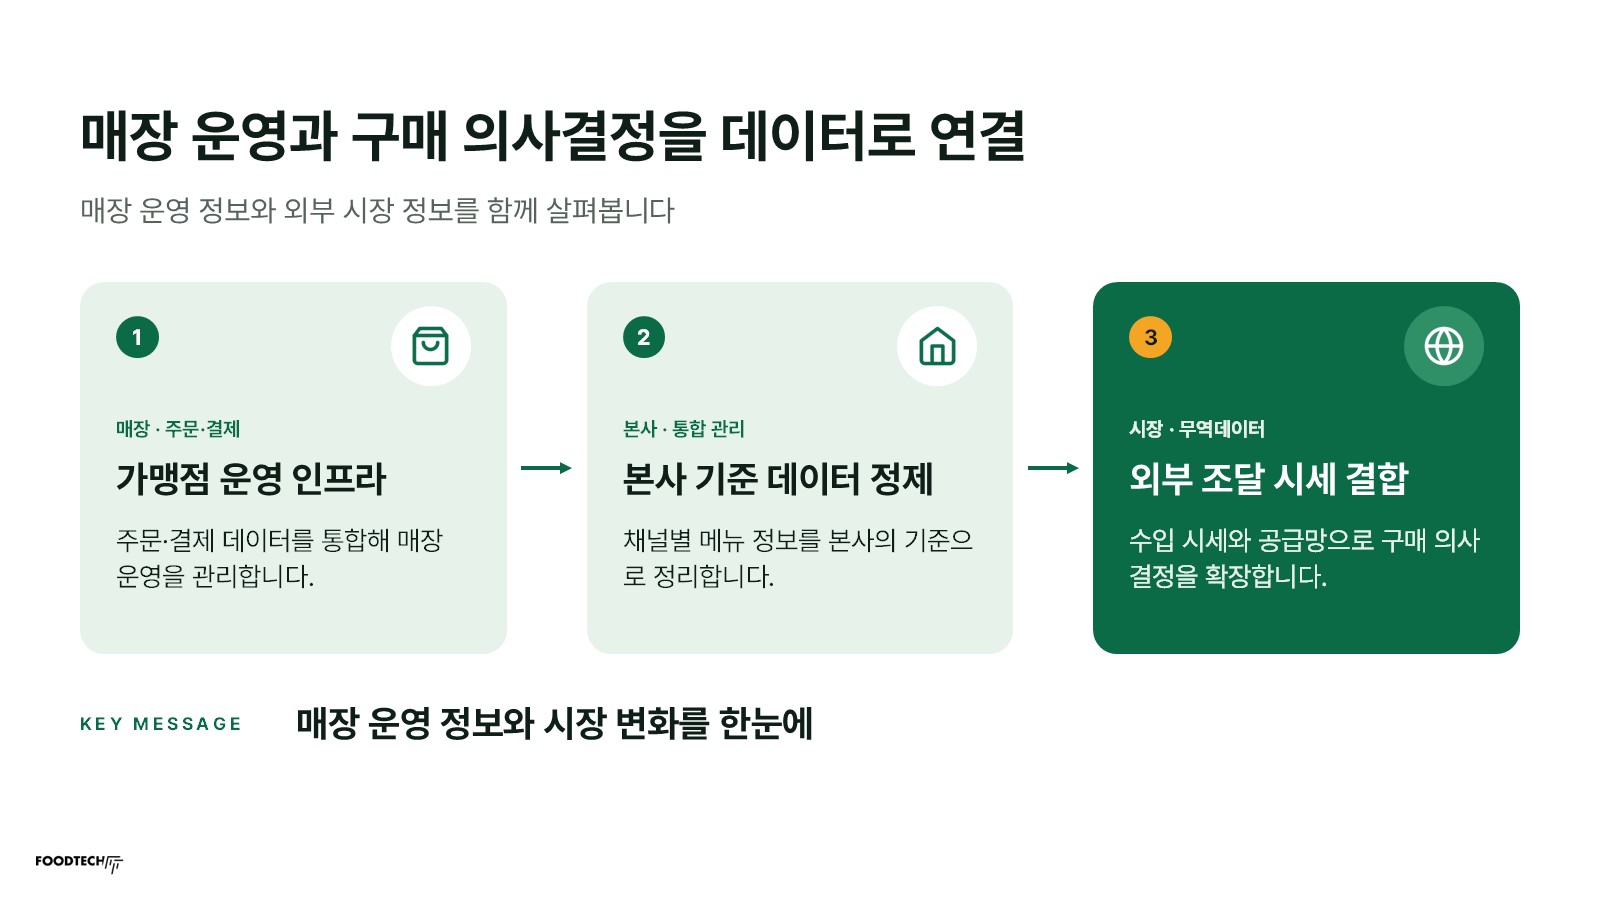 매장 운영과 구매 의사결정을 데이터로 연결
매장 운영 정보와 외부 시장 정보를 함께 살펴봅니다
1
매장 · 주문·결제
가맹점 운영 인프라
주문·결제 데이터를 통합해 매장
운영을 관리합니다.
2
본사 · 통합 관리
본사 기준 데이터 정제
채널별 메뉴 정보를 본사의 기준으
로 정리합니다.
3
시장 · 무역데이터
외부 조달 시세 결합
수입 시세와 공급망으로 구매 의사
결정을 확장합니다.
KEY MESSAGE
매장 운영 정보와 시장 변화를 한눈에
FOODTECH